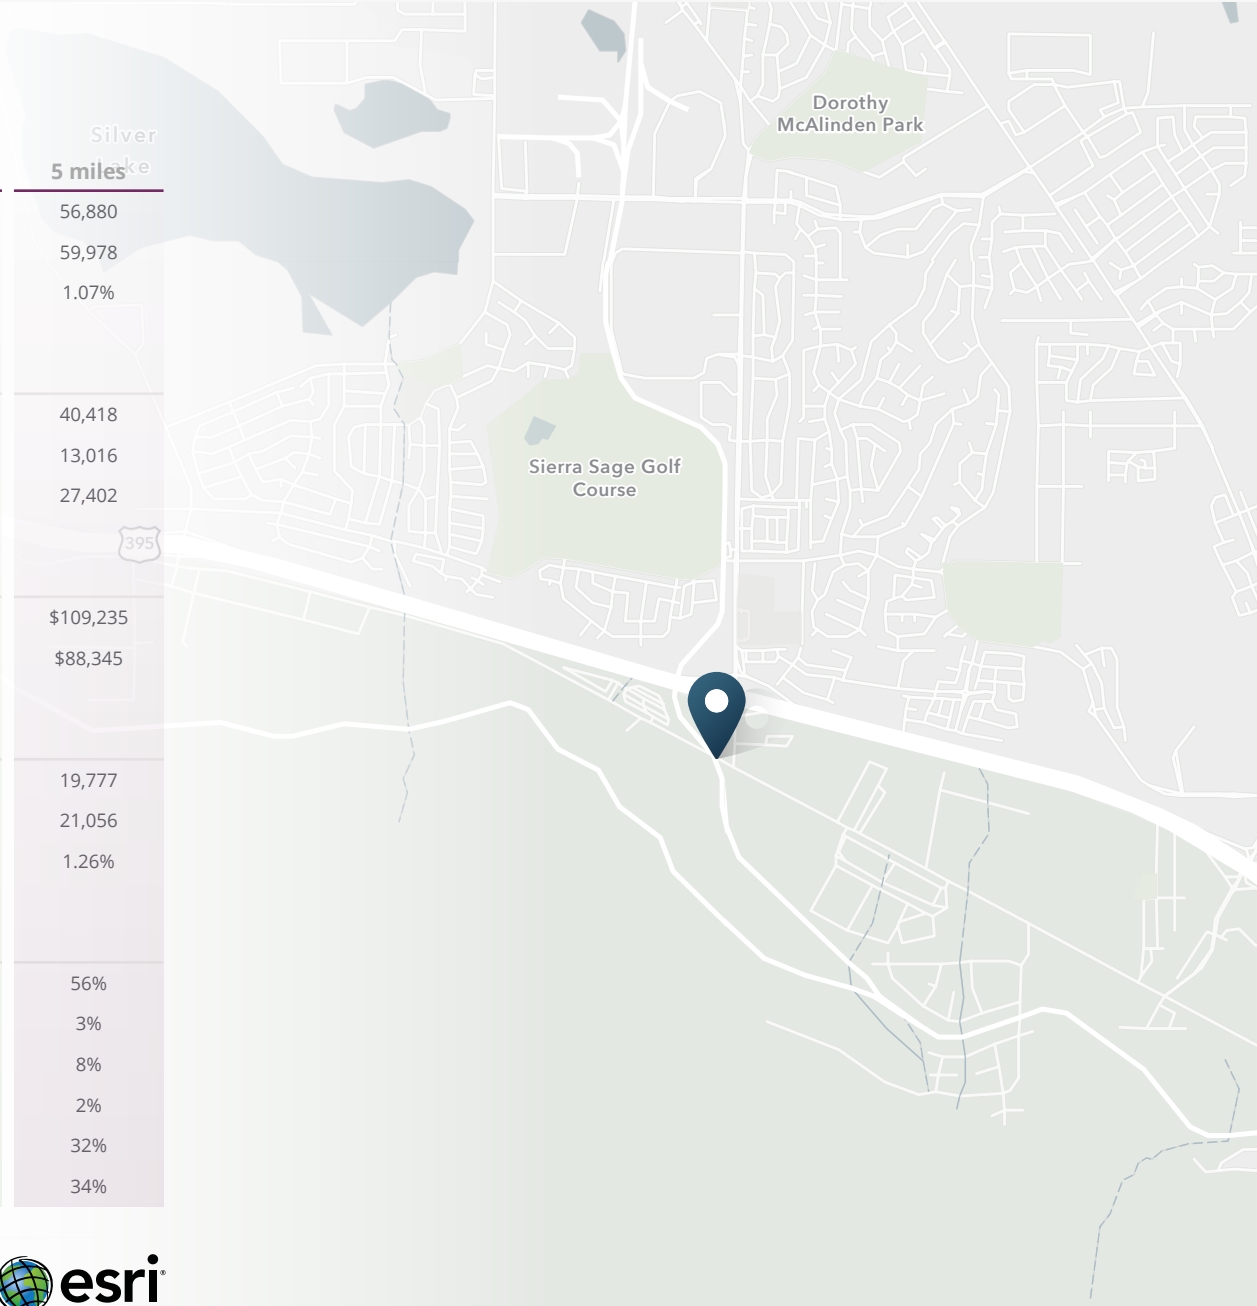 Dorothy
McAlinden Park
Silver
Lake
5 miles
56,880
59,978
1.07%
40,418
13,016
27,402
Sierra Sage Golf
Course
395
$109,235
$88,345
19,777
21,056
1.26%
56%
3%
8%
2%
32%
34%
esri®